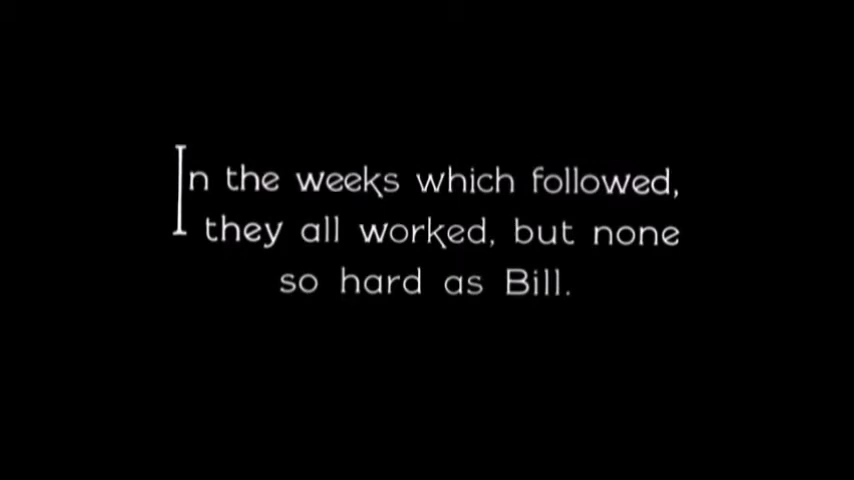 In the weeks which followed,
they all worked, but none
so hard as Bill.